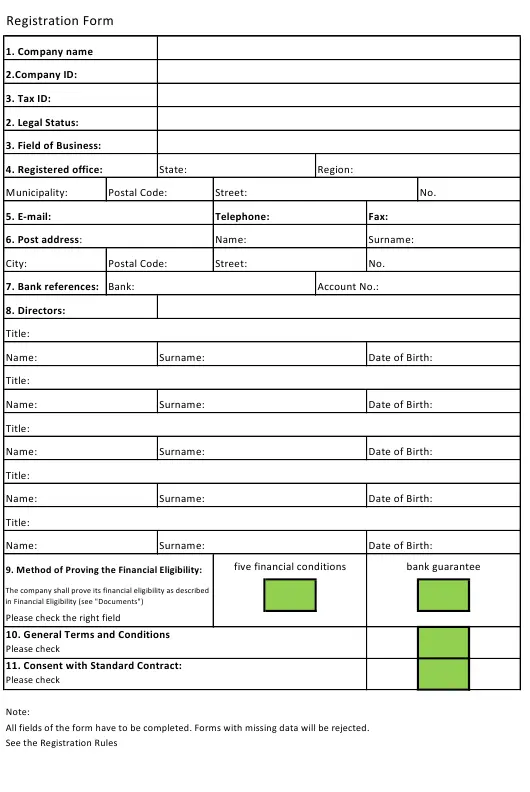 Registration Form
1. Company name
2.Company ID:
3. Tax ID:
2. Legal Status:
3. Field of Business:
4. Registered office: State: Region:
Municipality: Postal Code: Street: No.
5. E-mail: Telephone: Fax:
6. Post address: Name: Surname:
City: Postal Code: Street: No.
7. Bank references: Bank: Account No.:
8. Directors:
Title:
Name: Surname: Date of Birth:
Title:
Name: Surname: Date of Birth:
Title:
Name: Surname: Date of Birth:
Title:
Name: Surname: Date of Birth:
Title:
Name: Surname: Date of Birth:
9. Method of Proving the Financial Eligibility: five financial conditions bank guarantee
The company shall prove its financial eligibility as described
in Financial Eligibility (see "Documents")
Please check the right field
10. General Terms and Conditions
Please check
11. Consent with Standard Contract:
Please check
Note:
All fields of the form have to be completed. Forms with missing data will be rejected.
See the Registration Rules